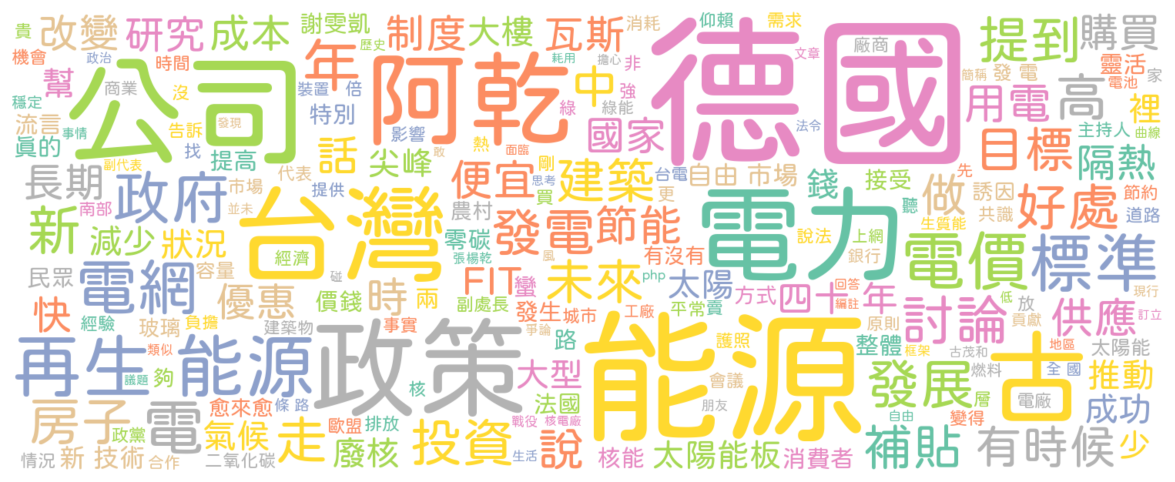 貴 改變 研究 成本 謝雯凱 制度 大樓 瓦斯 消耗 仰賴 需求 廠商 提到 購買
機會 政治 時間 歷史 年 耗用 擔心 非 文章 簡稱 發電 靈活 家
幫 公司 阿乾 中 德國 用電 高 電池 裡
穩定 商業 沒 裝置 倍 強 綠 綠能
流言 事情 告訴 發現 特別 影響 熱 剛 國家 法令 目標 主持人 曲線
真的 副代表 找 提高 話 尖峰 面臨 敢 隔熱
長期 政府 市場 代表 提供 便宜 思考 建築 台電 自由 市場 錢 接受 做 誘因 先 節約
南部 並未 台灣 農村 買 更 聽 生質能 共識 好處 道路
新 減少 狀況 經濟 零碳 發電 節能 有沒有 電力 說法 上網 電價 標準
民眾 電網 容量 碰 張楊乾 風 銀行
快 經驗 優惠 價錢 時 FIT 兩 變 未來 太陽 php 方式 四十 年 回答 編註 低 放 現行
玻璃 負擔 副處長 發生 城市 工廠 平常 賣 討論 貢獻 供應 訂立
再生 能源 建築物 事實 政策 爭論 路 能源 護照 原則 整體 框架 古茂和 古 地區 太陽能
類似 議題 夠 核 大型 會議 發展 燃料 層 全 國 推動
房子 電 愈來愈 條 路 歐盟 排放 法國 朋友 電廠 成功
政黨 氣候 走 廢核 投資 說 戰役 核電廠 自由 補貼 變得 有時候 少
情況 新 技術 合作 二氧化碳 生活 核能 太陽能板 消費者